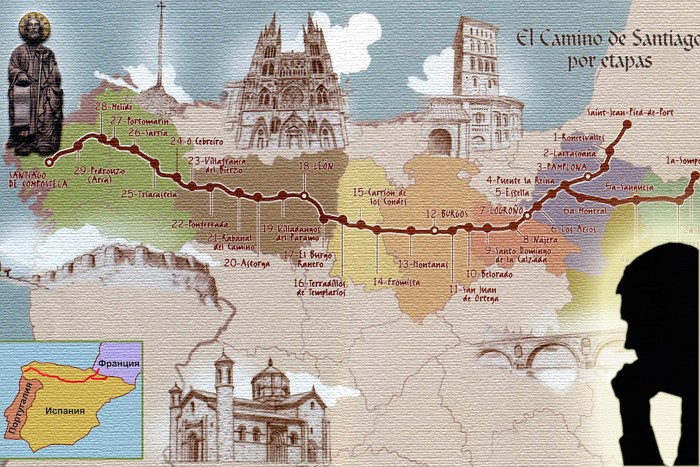 El Camino de Santiago
por etapas
Saint-Jean-Pied-de-Port
1-Roncesvalles
2-Larrasoaña
3-PAMPLONA
4-Puente la Reina
5-Estella
5a-Sangüesa
6a-Monreal
6-Los Arcos
7-LOGROÑO
8-Nájera
9-Santo Domingo
de la Calzada
10-Belorado
11-San Juan
de Ortega
12-BURGOS
13-Hontanas
14-Fromista
15-Carrión de
los Condes
16-Terradillos
de Templarios
17-El Burgo
Ranero
18-LEÓN
19-Villadangos
del Páramo
20-Astorga
21-Rabanal
del Camino
22-Ponferrada
23-Villafranca
del Bierzo
24-O Cebreiro
25-Triacastela
26-Sarria
27-Portomarín
28-Melide
29-Pedrouzo
(Arca)
SANTIAGO
DE COMPOSTELA
Франция
Португалия
Испания